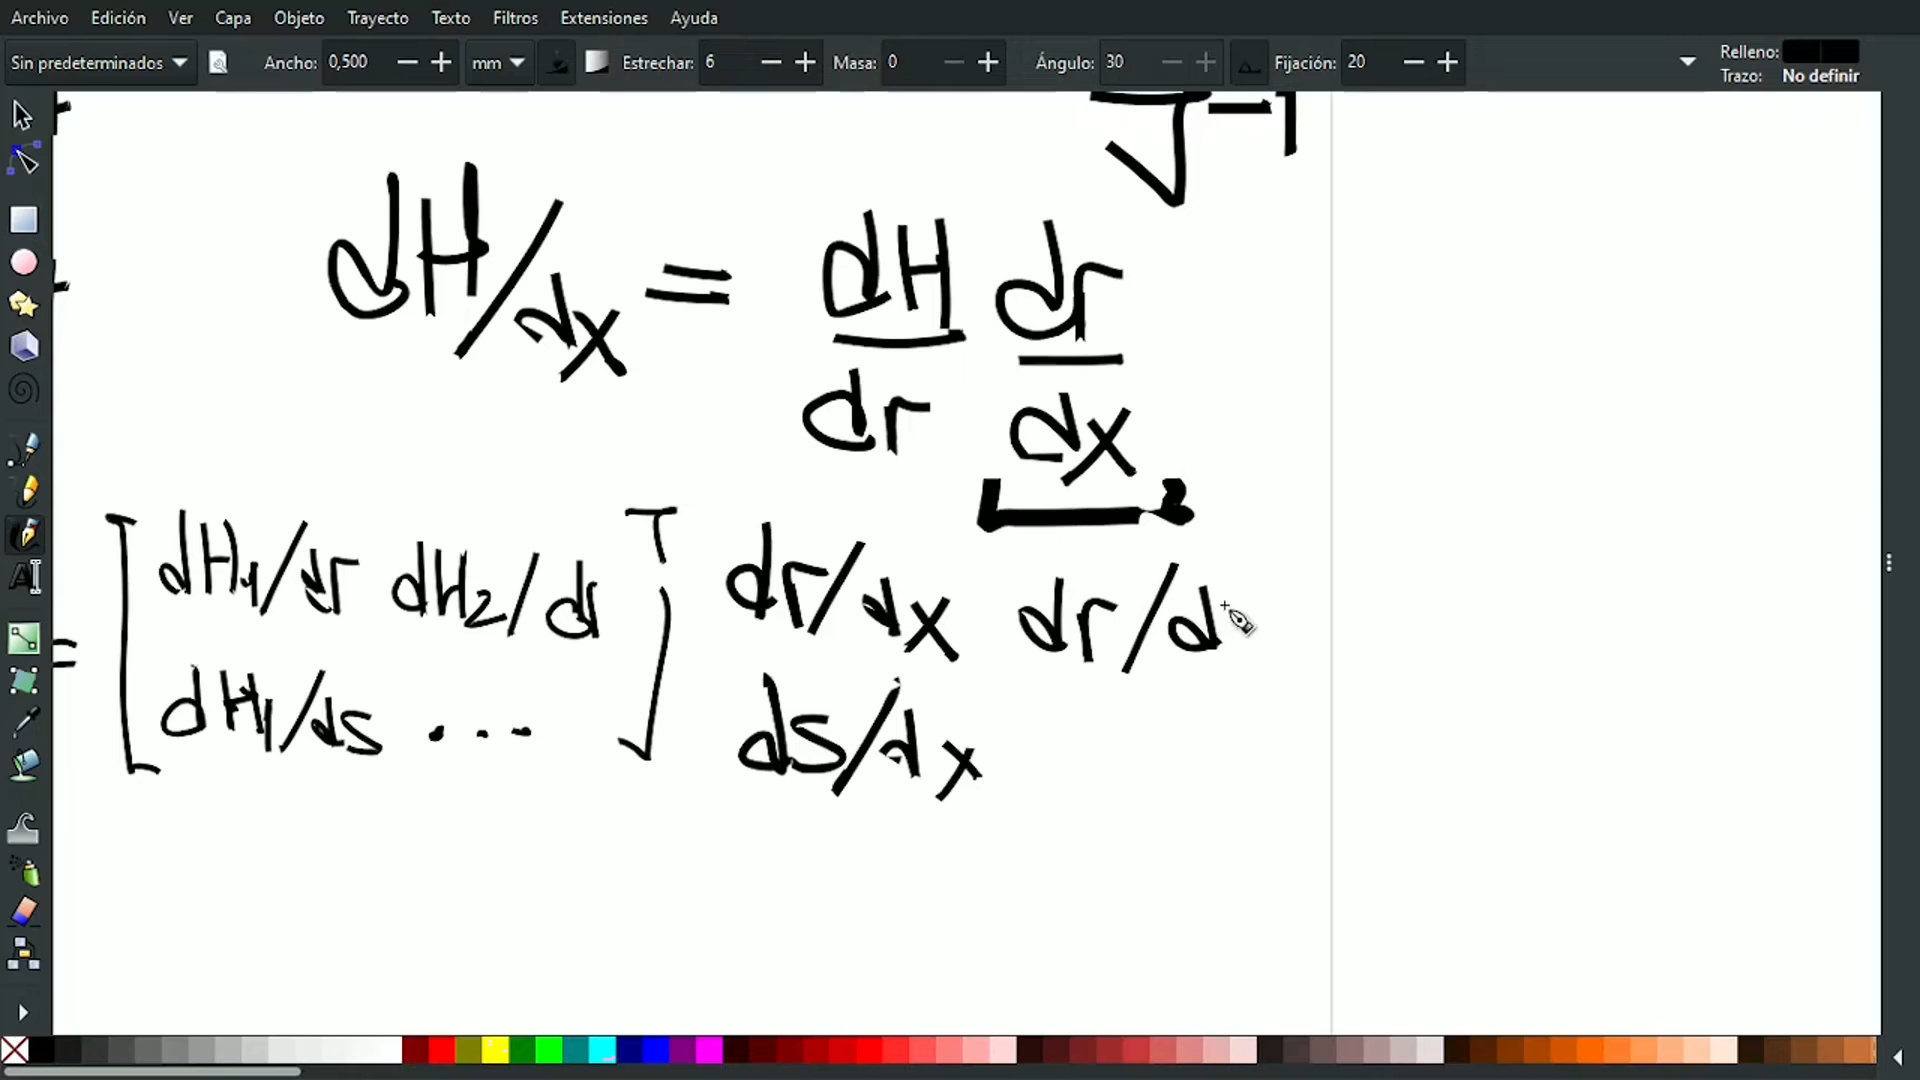 Archivo Edición Ver Capa Objeto Trayecto Texto Filtros Extensiones Ayuda
Sin predeterminados Ancho: 0,500 mm Estrechar: 6 Masa: 0 Ángulo: 30 Fijación: 20 Relleno:
Trazo: No definir
J-1
dH/dx = dH/dr dr/dx
= [ dH1/dr dH2/dr ]T dr/dx dr/d
dH1/ds ... ds/dx